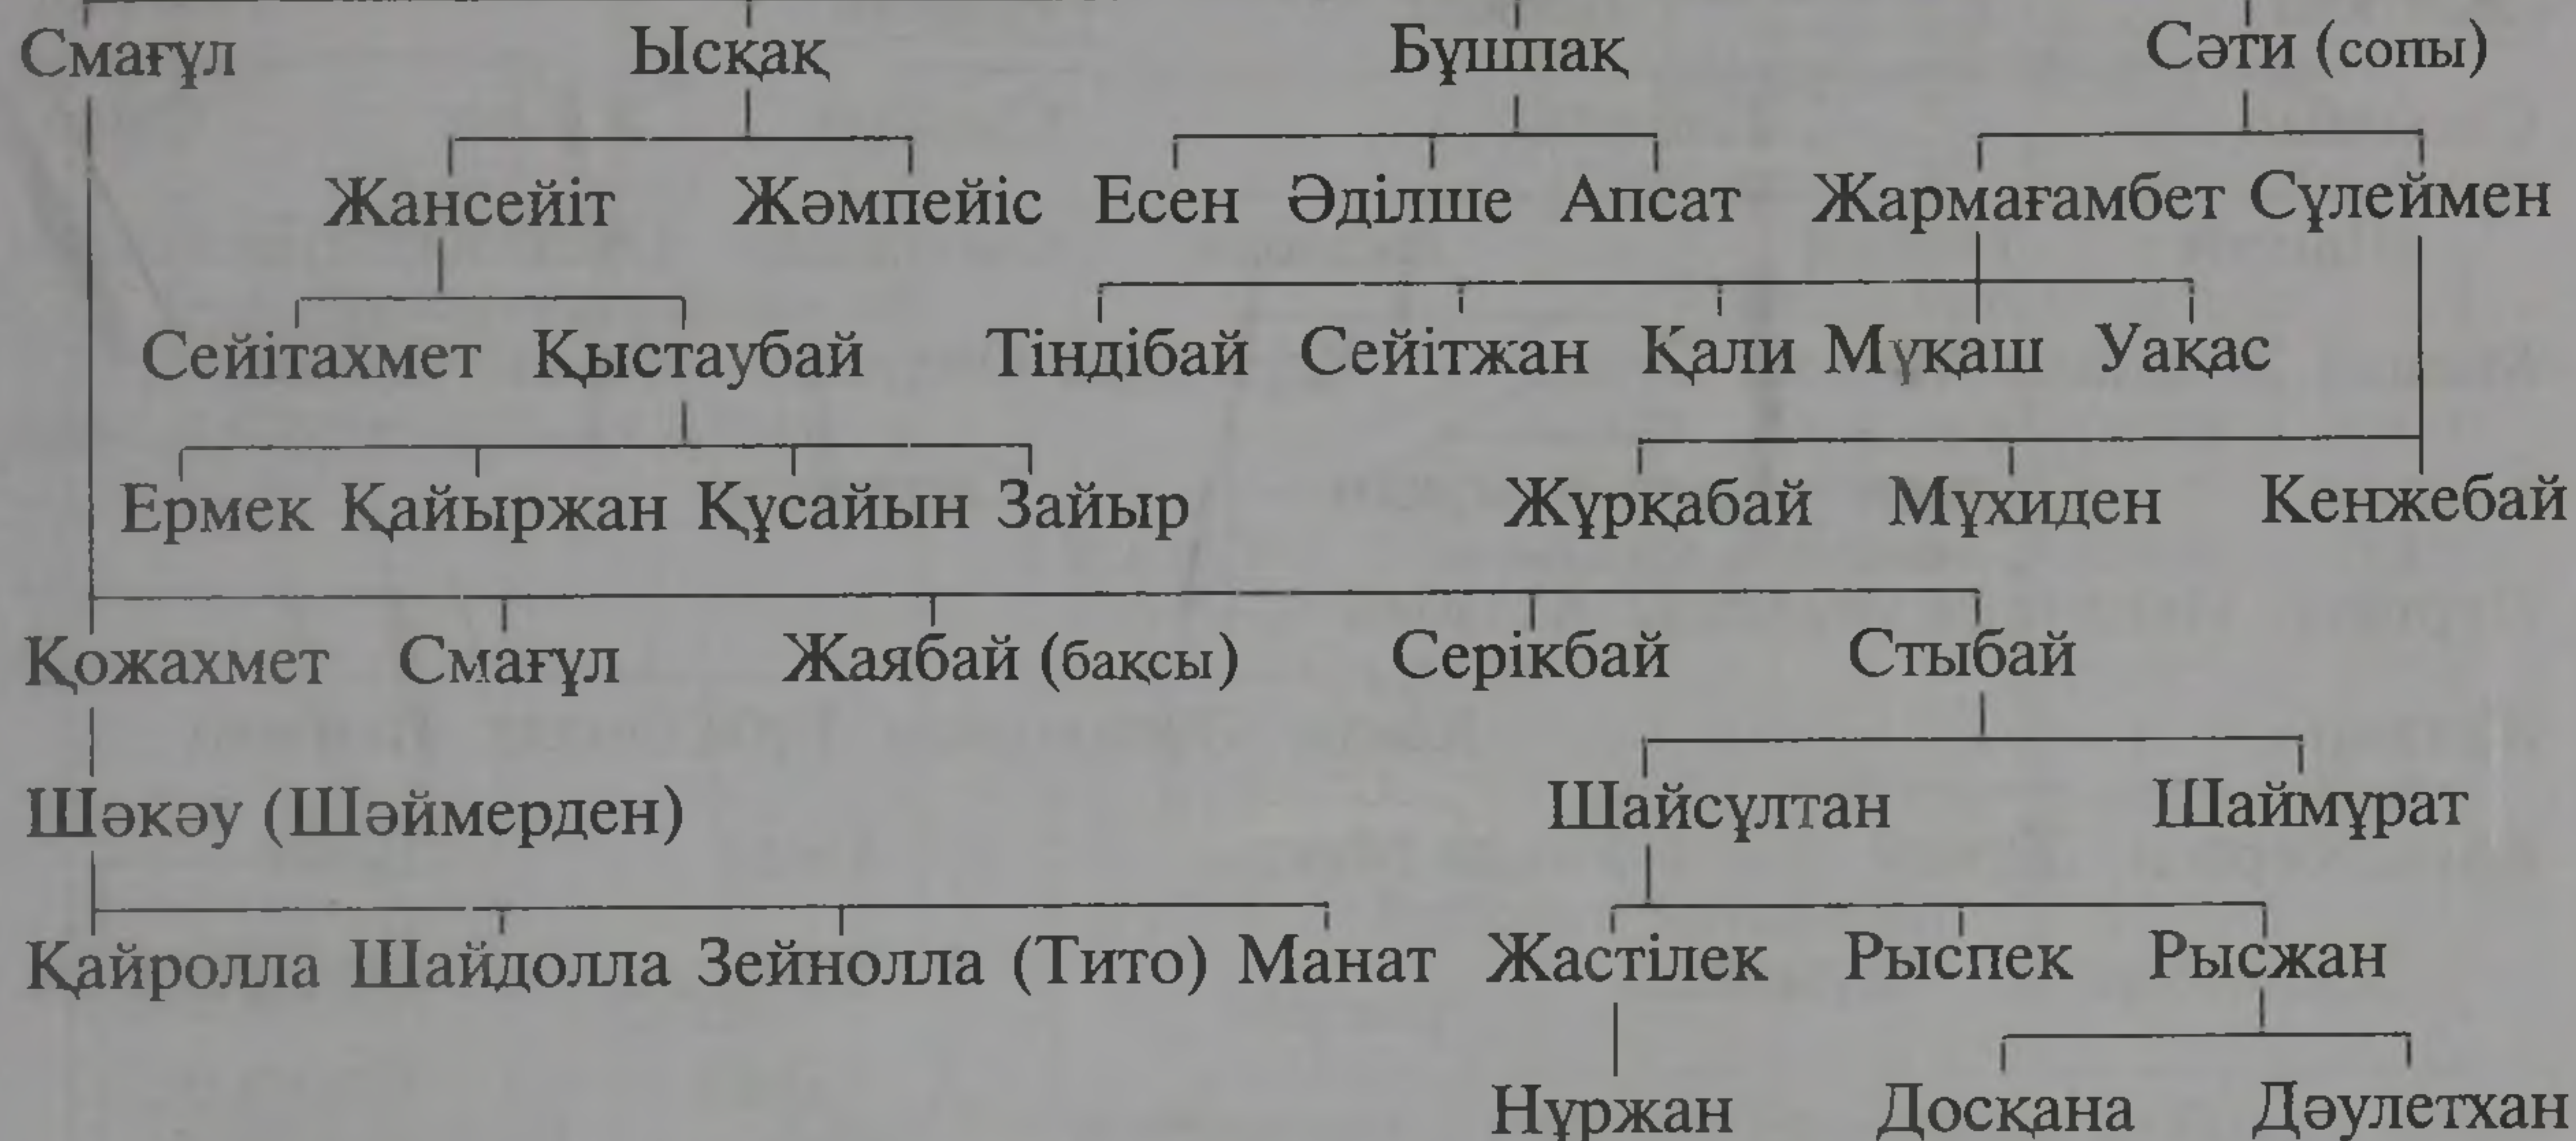 Смағұл Ысқақ Бұшпақ Сәти (сопы)
Жансейіт Жәмпейіс Есен Әділше Апсат Жармағамбет Сүлеймен
Сейітахмет Қыстаубай Тіндібай Сейітжан Қали Мұқаш Уақас
Ермек Қайыржан Құсайын Зайыр Жұрқабай Мұхиден Кенжебай
Қожахмет Смағұл Жаябай (бақсы) Серікбай Стыбай
Шәкәу (Шәймерден) Шайсұлтан Шаймұрат
Қайролла Шайдолла Зейнолла (Тито) Манат Жастілек Рыспек Рысжан
Нұржан Досқана Дәулетхан